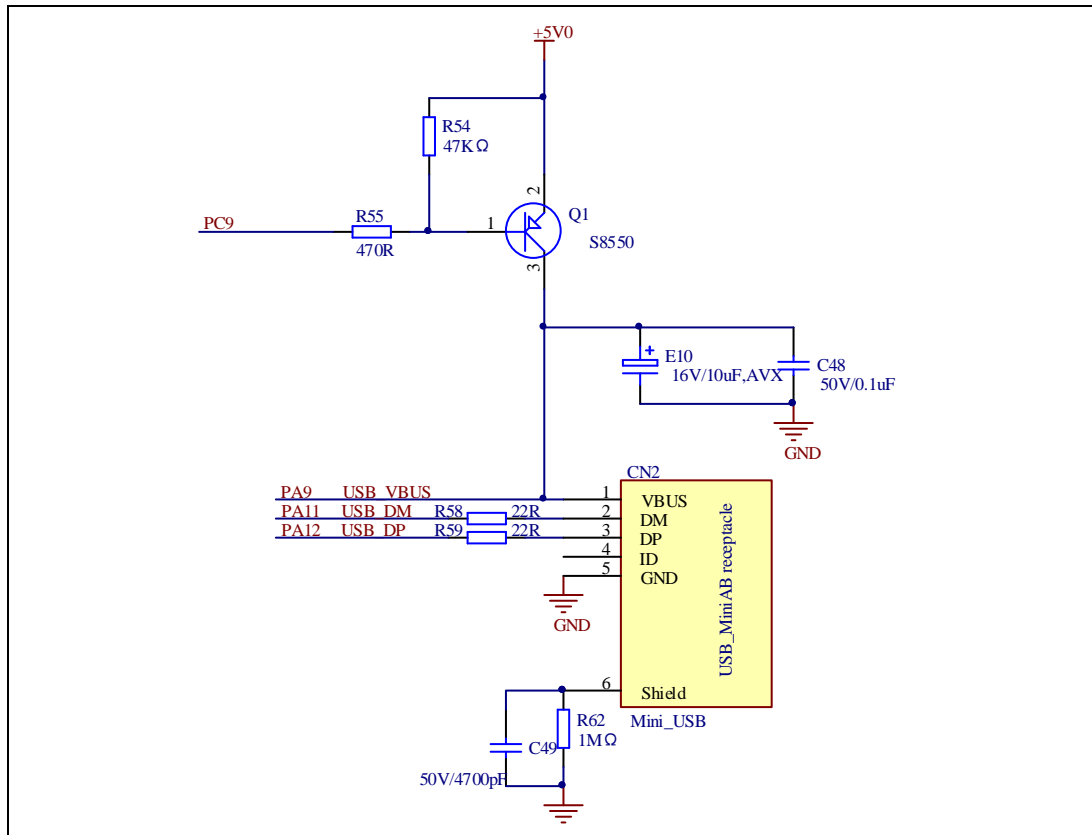 +5V0
R54
47KΩ
2
Q1
PC9
R55
1
470R
S8550
3
E10
16V/10uF,AVX
C48
50V/0.1uF
GND
CN2
PA9 USB_VBUS 1 VBUS
PA11 USB_DM R58 22R 2 DM
PA12 USB_DP R59 22R 3 DP
4 ID
5 GND
GND
USB_MiniAB receptacle
6 Shield
Mini_USB
R62
1MΩ
C49
50V/4700pF